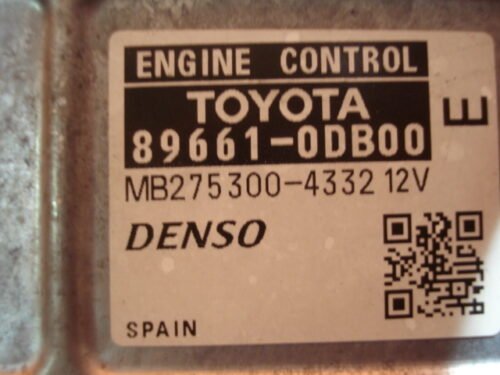 ENGINE CONTROL
TOYOTA
89661-0DB00
E
MB275300-4332 12V
DENSO
SPAIN